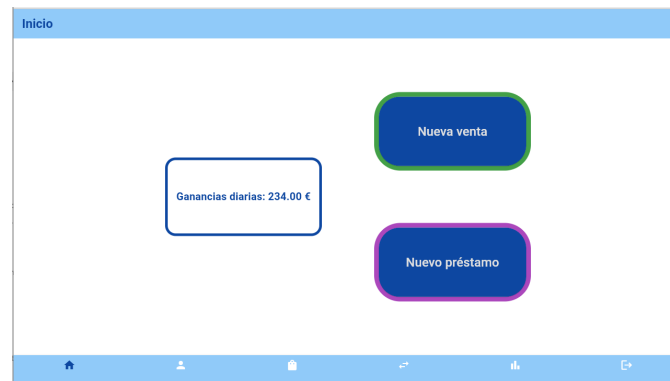 Inicio
Nueva venta
Ganancias diarias: 234.00 €
Nuevo préstamo